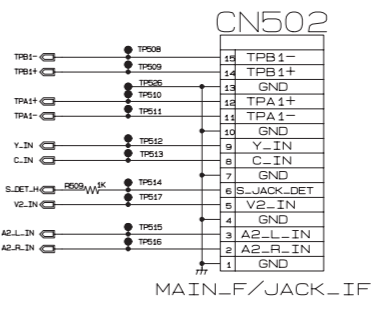 CN502
TPB1- TP508 15 TPB1-
TPB1+ TP509 14 TPB1+
TP526 13 GND
TPA1+ TP510 12 TPA1+
TPA1- TP511 11 TPA1-
10 GND
Y_IN TP512 9 Y_IN
C_IN TP513 8 C_IN
7 GND
S_DET_H R509 1K TP514 6 S_JACK_DET
V2_IN TP517 5 V2_IN
4 GND
A2_L_IN TP515 3 A2_L_IN
A2_R_IN TP516 2 A2_R_IN
1 GND
MAIN_F/JACK_IF